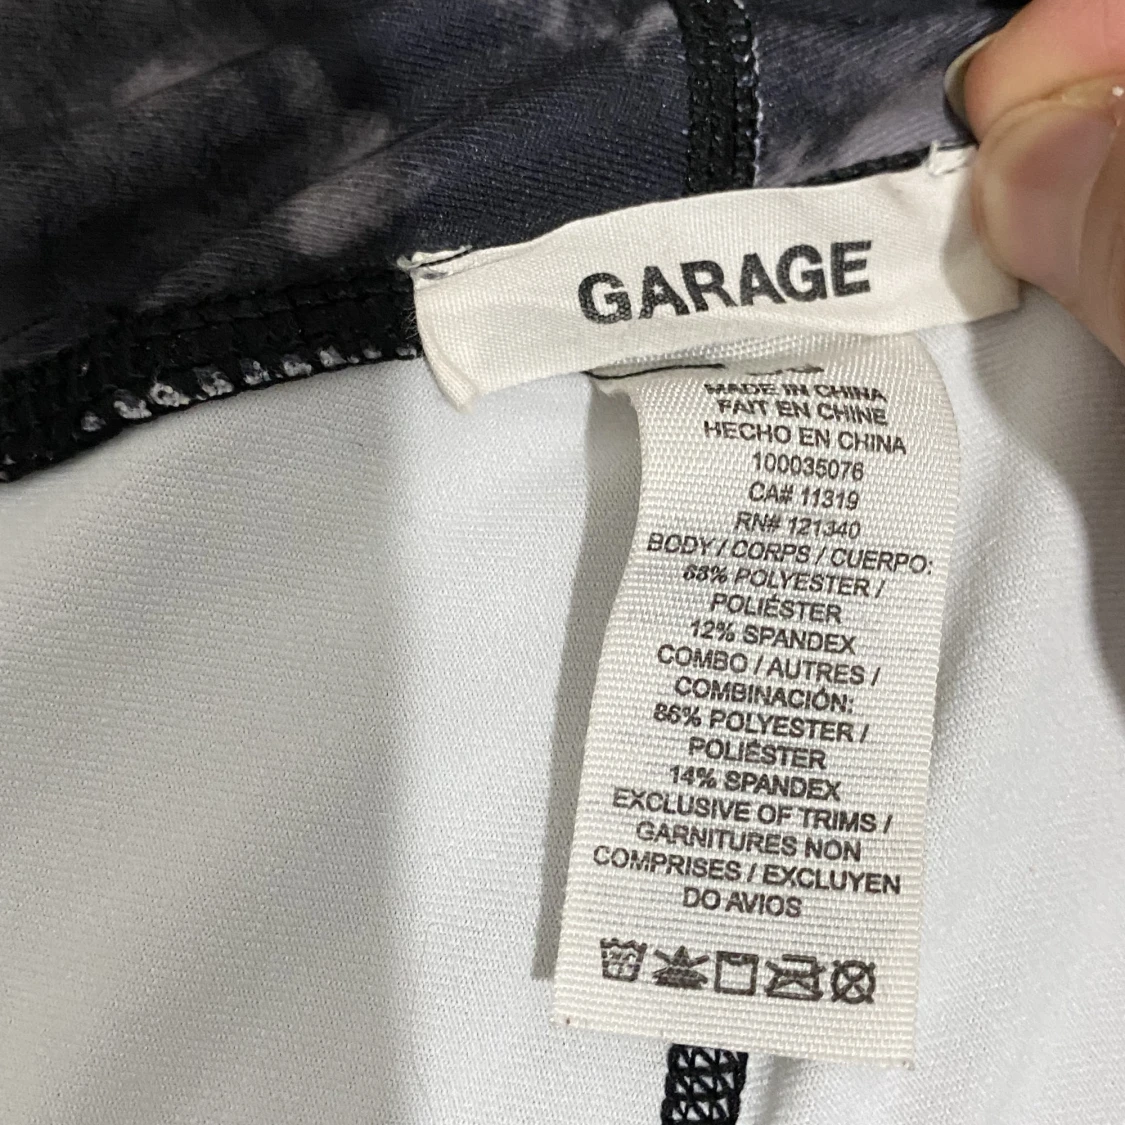 GARAGE
MADE IN CHINA
FAIT EN CHINE
HECHO EN CHINA
100035076
CA# 11319
RN# 121340
BODY / CORPS / CUERPO:
88% POLYESTER /
POLIÉSTER
12% SPANDEX
COMBO / AUTRES /
COMBINACIÓN:
86% POLYESTER /
POLIÉSTER
14% SPANDEX
EXCLUSIVE OF TRIMS /
GARNITURES NON
COMPRISES / EXCLUYEN
DO AVIOS